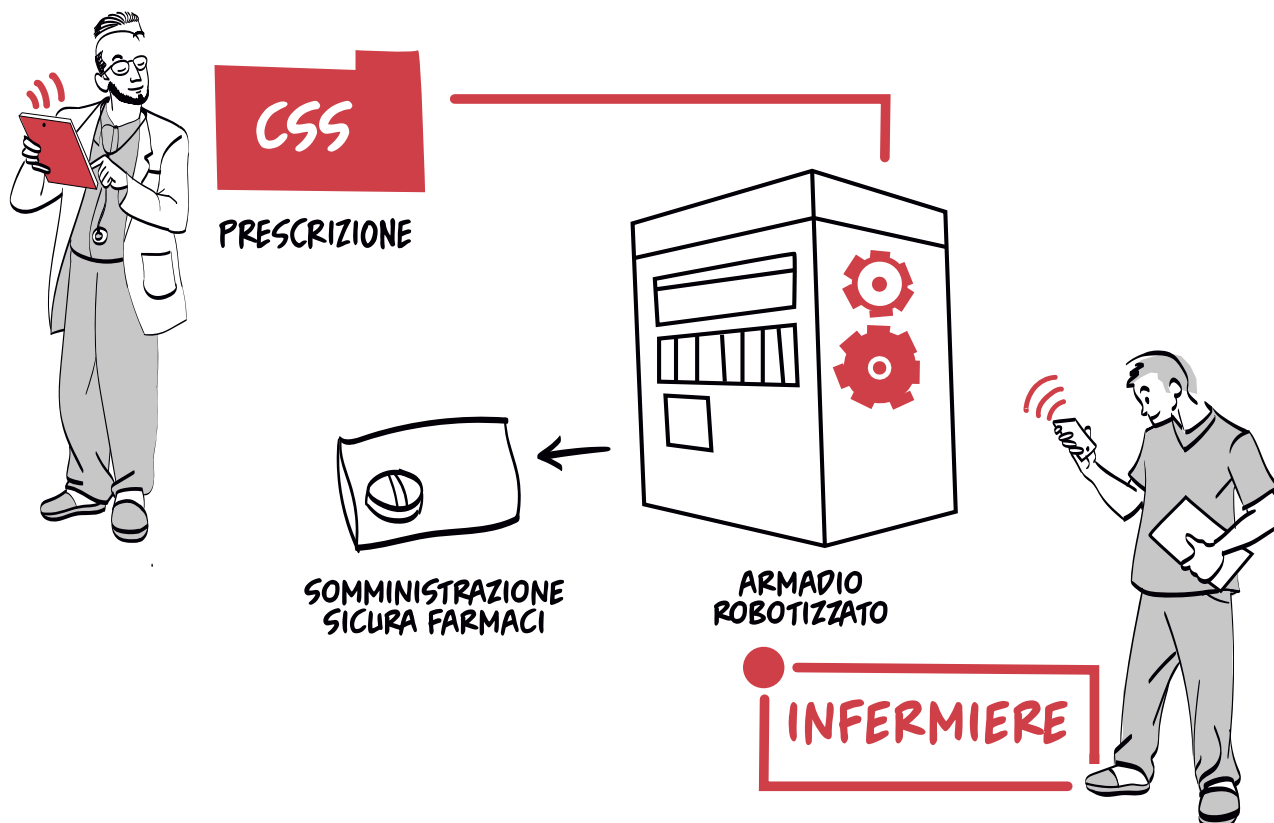 CSS
PRESCRIZIONE
SOMMINISTRAZIONE
SICURA FARMACI
ARMADIO
ROBOTIZZATO
INFERMIERE